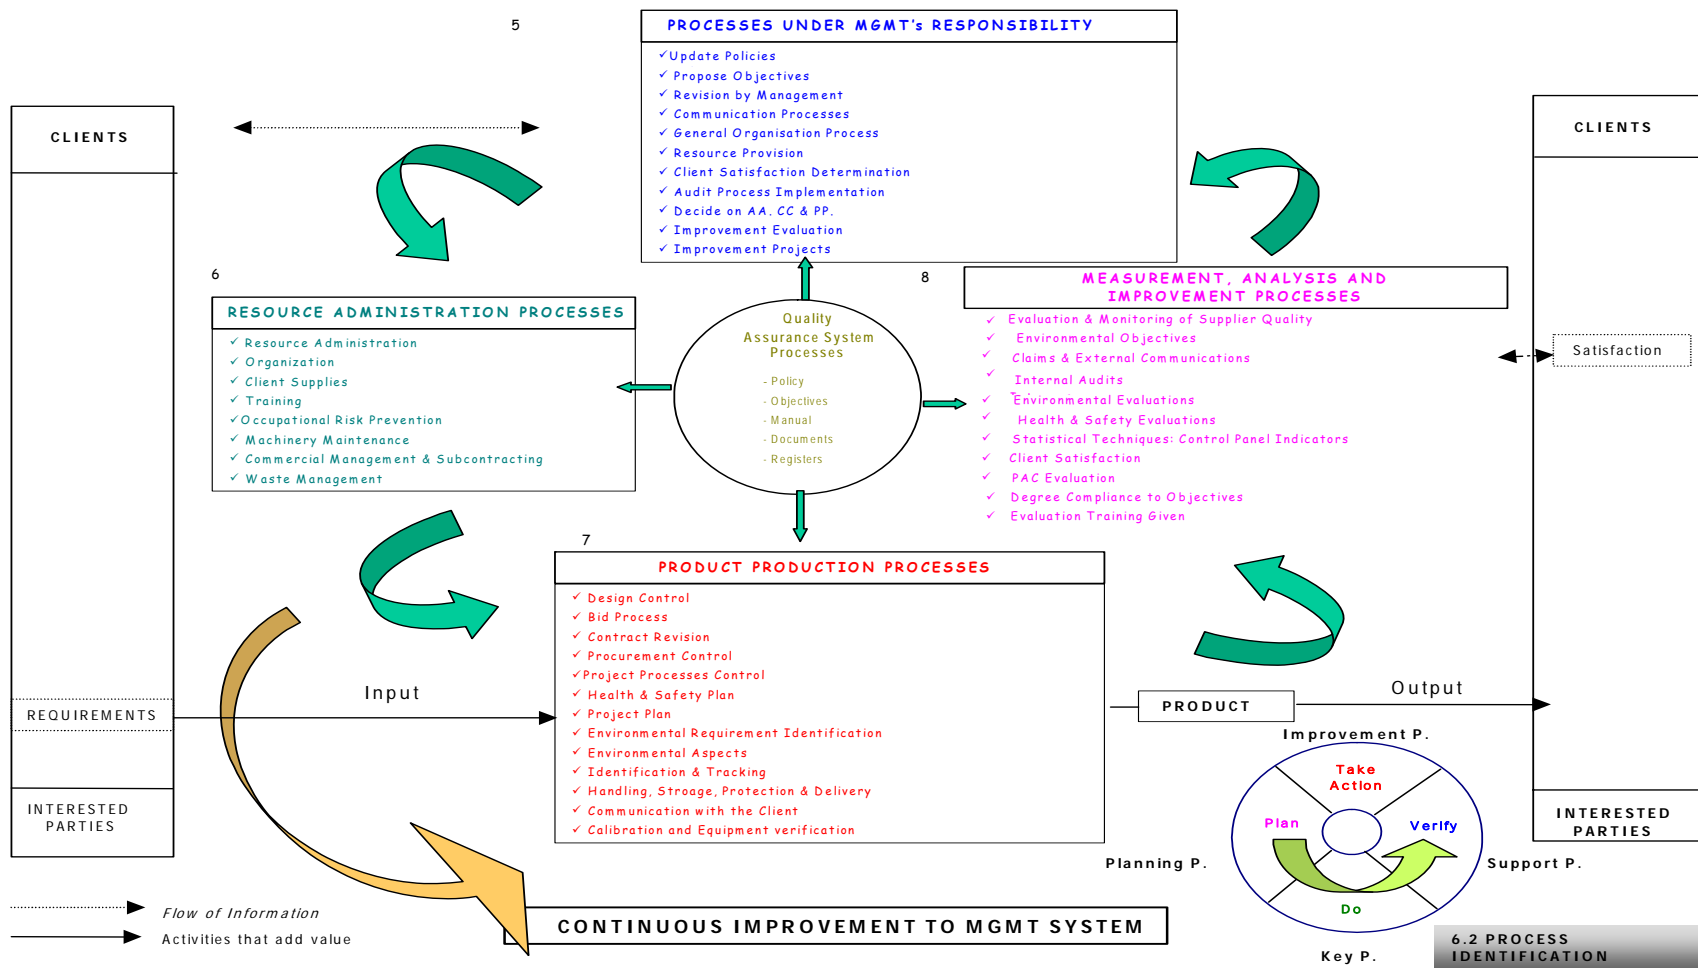 5
PROCESSES UNDER MGMT's RESPONSIBILITY
✓Update Policies
✓ Propose Objectives
✓ Revision by Management
✓ Communication Processes
✓ General Organisation Process
✓ Resource Provision
✓ Client Satisfaction Determination
✓ Audit Process Implementation
✓ Decide on AA. CC & PP.
✓ Improvement Evaluation
✓ Improvement Projects
CLIENTS
REQUIREMENTS
INTERESTED
PARTIES
6
RESOURCE ADMINISTRATION PROCESSES
✓ Resource Administration
✓ Organization
✓ Client Supplies
✓ Training
✓Occupational Risk Prevention
✓ Machinery Maintenance
✓ Commercial Management & Subcontracting
✓ Waste Management
Quality
Assurance System
Processes
- Policy
- Objectives
- Manual
- Documents
- Registers
8
MEASUREMENT, ANALYSIS AND
IMPROVEMENT PROCESSES
✓ Evaluation & Monitoring of Supplier Quality
✓ Environmental Objectives
✓ Claims & External Communications
✓ Internal Audits
✓ Environmental Evaluations
✓ Health & Safety Evaluations
✓ Statistical Techniques: Control Panel Indicators
✓ Client Satisfaction
✓ PAC Evaluation
✓ Degree Compliance to Objectives
✓ Evaluation Training Given
CLIENTS
Satisfaction
INTERESTED
PARTIES
7
PRODUCT PRODUCTION PROCESSES
✓ Design Control
✓ Bid Process
✓ Contract Revision
✓ Procurement Control
✓Project Processes Control
✓ Health & Safety Plan
✓ Project Plan
✓ Environmental Requirement Identification
✓ Environmental Aspects
✓ Identification & Tracking
✓ Handling, Stroage, Protection & Delivery
✓ Communication with the Client
✓ Calibration and Equipment verification
Input
PRODUCT
Output
Improvement P.
Take
Action
Plan
Verify
Do
Planning P.
Support P.
Key P.
Flow of Information
Activities that add value
CONTINUOUS IMPROVEMENT TO MGMT SYSTEM
6.2 PROCESS
IDENTIFICATION